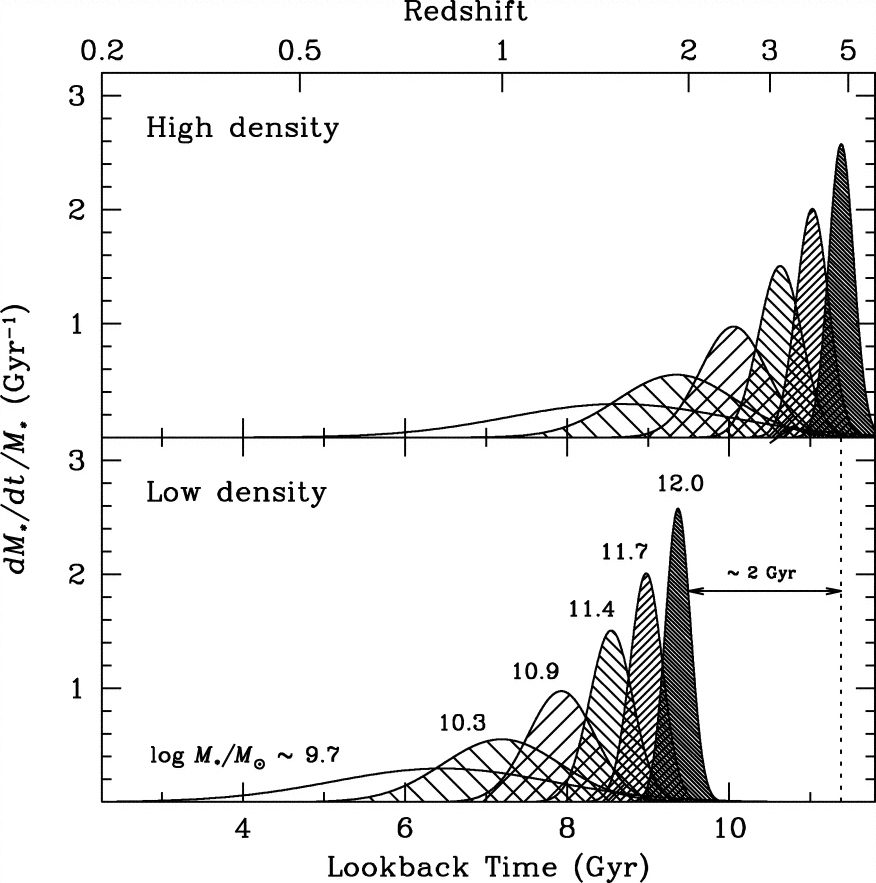 Redshift
0.2 0.5 1 2 3 5
3
High density
2
1
dM*/dt/M* (Gyr⁻¹)
3
Low density
12.0
11.7
2
~ 2 Gyr
11.4
10.9
1
10.3
log M*/M⊙ ~ 9.7
4 6 8 10
Lookback Time (Gyr)